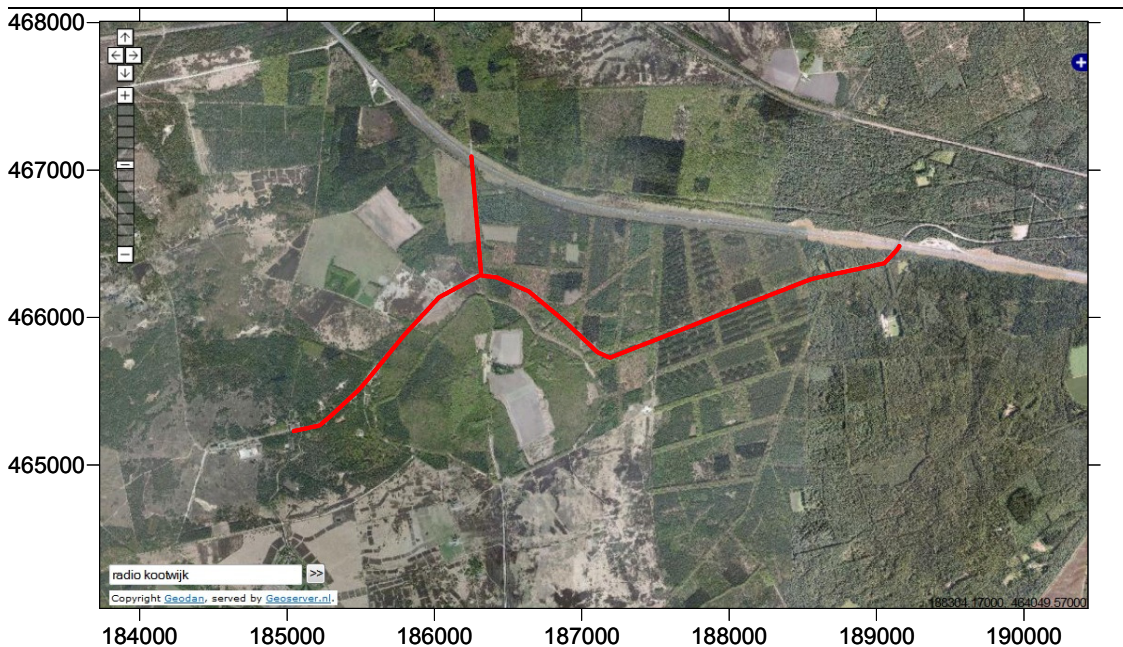 468000
467000
466000
465000
radio kootwijk >>
Copyright Geodan, served by Geoserver.nl.
188304.17000, 464049.57000
184000 185000 186000 187000 188000 189000 190000